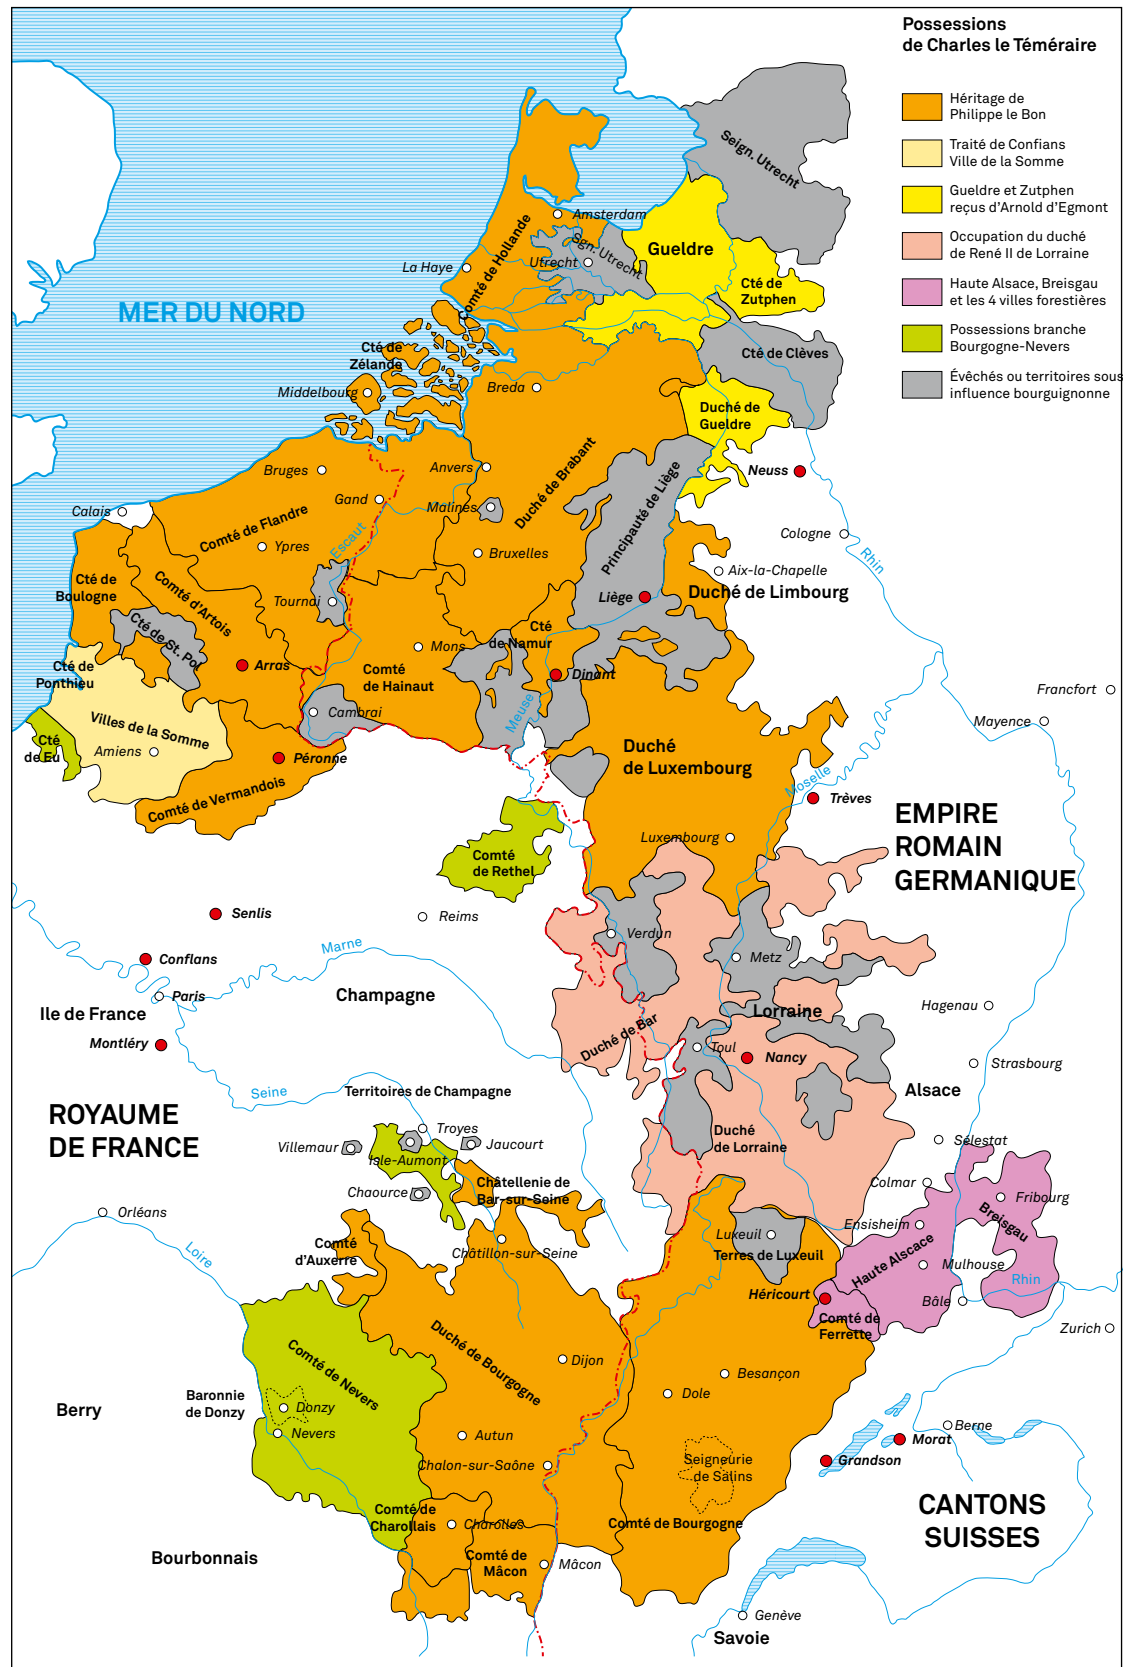 Possessions
de Charles le Téméraire
Héritage de
Philippe le Bon
Traité de Confians
Ville de la Somme
Gueldre et Zutphen
reçus d'Arnold d'Egmont
Occupation du duché
de René II de Lorraine
Haute Alsace, Breisgau
et les 4 villes forestières
Possessions branche
Bourgogne-Nevers
Évêchés ou territoires sous
influence bourguignonne
Seign. Utrecht
Amsterdam
Comté de Hollande
Sgn. Utrecht
Utrecht
Gueldre
La Haye
Cté de
Zutphen
MER DU NORD
Cté de
Zélande
Cté de Clèves
Middelbourg
Breda
Duché de
Gueldre
Bruges
Anvers
Duché de Brabant
Principauté de Liège
Neuss
Calais
Gand
Malines
Comté de Flandre
Escaut
Ypres
Bruxelles
Cologne
Rhin
Cté de
Boulogne
Comté d'Artois
Tournai
Aix-la-Chapelle
Liège
Duché de Limbourg
Cté de St. Pol
Cté
de Namur
Mons
Cté de
Ponthieu
Arras
Comté
de Hainaut
Dinant
Francfort
Villes de la Somme
Cambrai
Meuse
Mayence
Cté
de Eu
Amiens
Péronne
Duché
de Luxembourg
Moselle
Comté de Vermandois
Trèves
EMPIRE
ROMAIN
GERMANIQUE
Luxembourg
Comté
de Rethel
Senlis
Reims
Verdun
Conflans
Marne
Metz
Paris
Champagne
Ile de France
Lorraine
Hagenau
Montléry
Duché de Bar
Toul
Nancy
Strasbourg
Seine
Territoires de Champagne
Alsace
ROYAUME
DE FRANCE
Troyes
Duché
de Lorraine
Villemaur
Jaucourt
Isle-Aumont
Sélestat
Chaource
Châtellenie de
Bar-sur-Seine
Colmar
Fribourg
Orléans
Breisgau
Ensisheim
Comté
d'Auxerre
Châtillon-sur-Seine
Luxeuil
Terres de Luxeuil
Loire
Haute Alscace
Mulhouse
Rhin
Héricourt
Bâle
Comté de
Ferrette
Zurich
Duché de Bourgogne
Comté de Nevers
Dijon
Besançon
Dole
Baronnie
de Donzy
Donzy
Berry
Nevers
Autun
Berne
Morat
Chalon-sur-Saône
Seigneurie
de Salins
Grandson
CANTONS
SUISSES
Comté de
Charollais
Charolles
Comté de Bourgogne
Bourbonnais
Comté de
Mâcon
Mâcon
Genève
Savoie